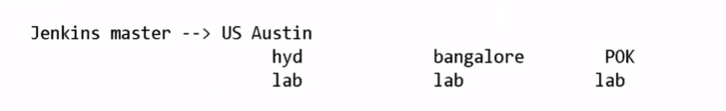 Jenkins master --> US Austin
hyd bangalore POK
lab lab lab